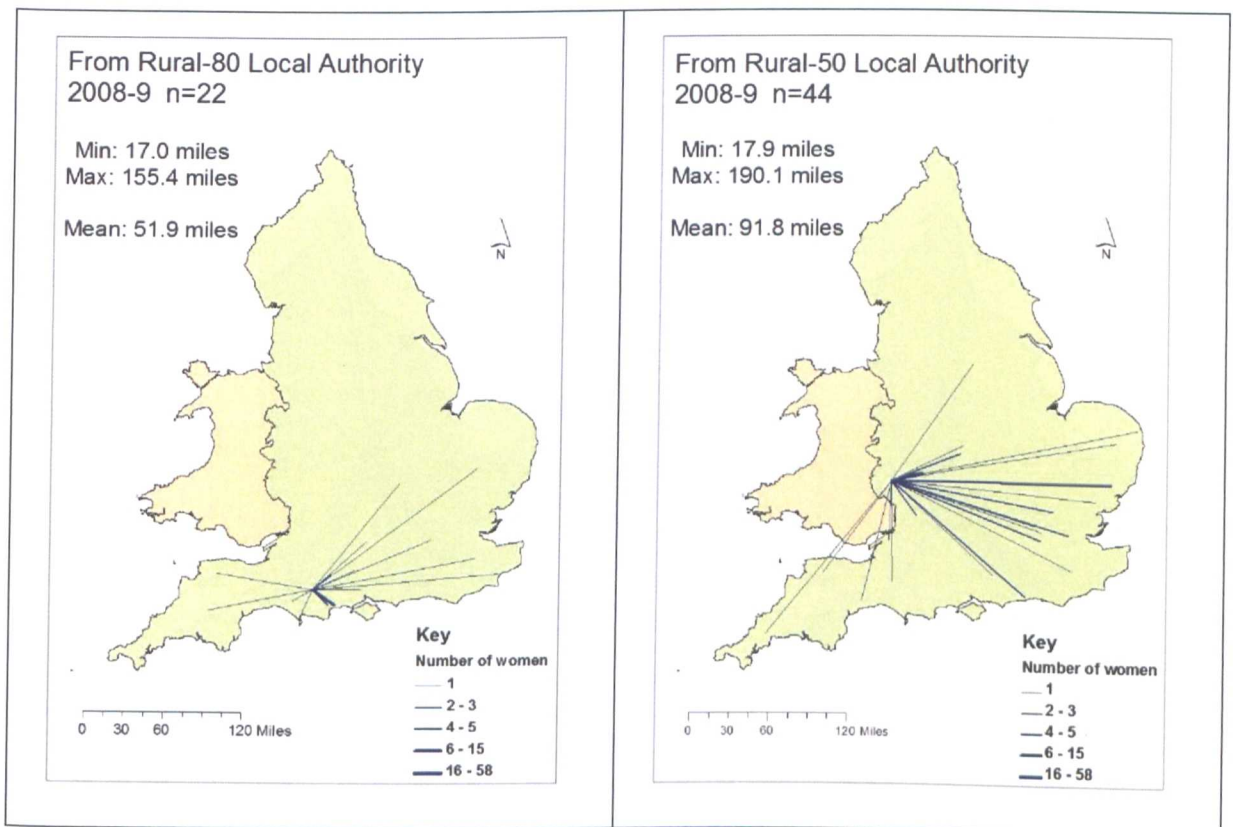 From Rural-80 Local Authority
2008-9 n=22
Min: 17.0 miles
Max: 155.4 miles
Mean: 51.9 miles
N
Key
Number of women
1
2 - 3
4 - 5
6 - 15
16 - 58
0 30 60 120 Miles
From Rural-50 Local Authority
2008-9 n=44
Min: 17.9 miles
Max: 190.1 miles
Mean: 91.8 miles
N
Key
Number of women
1
2 - 3
4 - 5
6 - 15
16 - 58
0 30 60 120 Miles